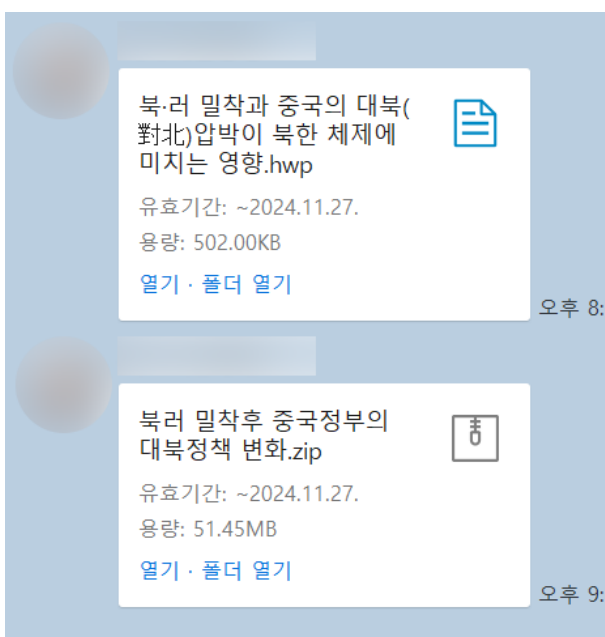 북·러 밀착과 중국의 대북(
對北)압박이 북한 체제에
미치는 영향.hwp
유효기간: ~2024.11.27.
용량: 502.00KB
열기 · 폴더 열기
오후 8:
북러 밀착후 중국정부의
대북정책 변화.zip
유효기간: ~2024.11.27.
용량: 51.45MB
열기 · 폴더 열기
오후 9: